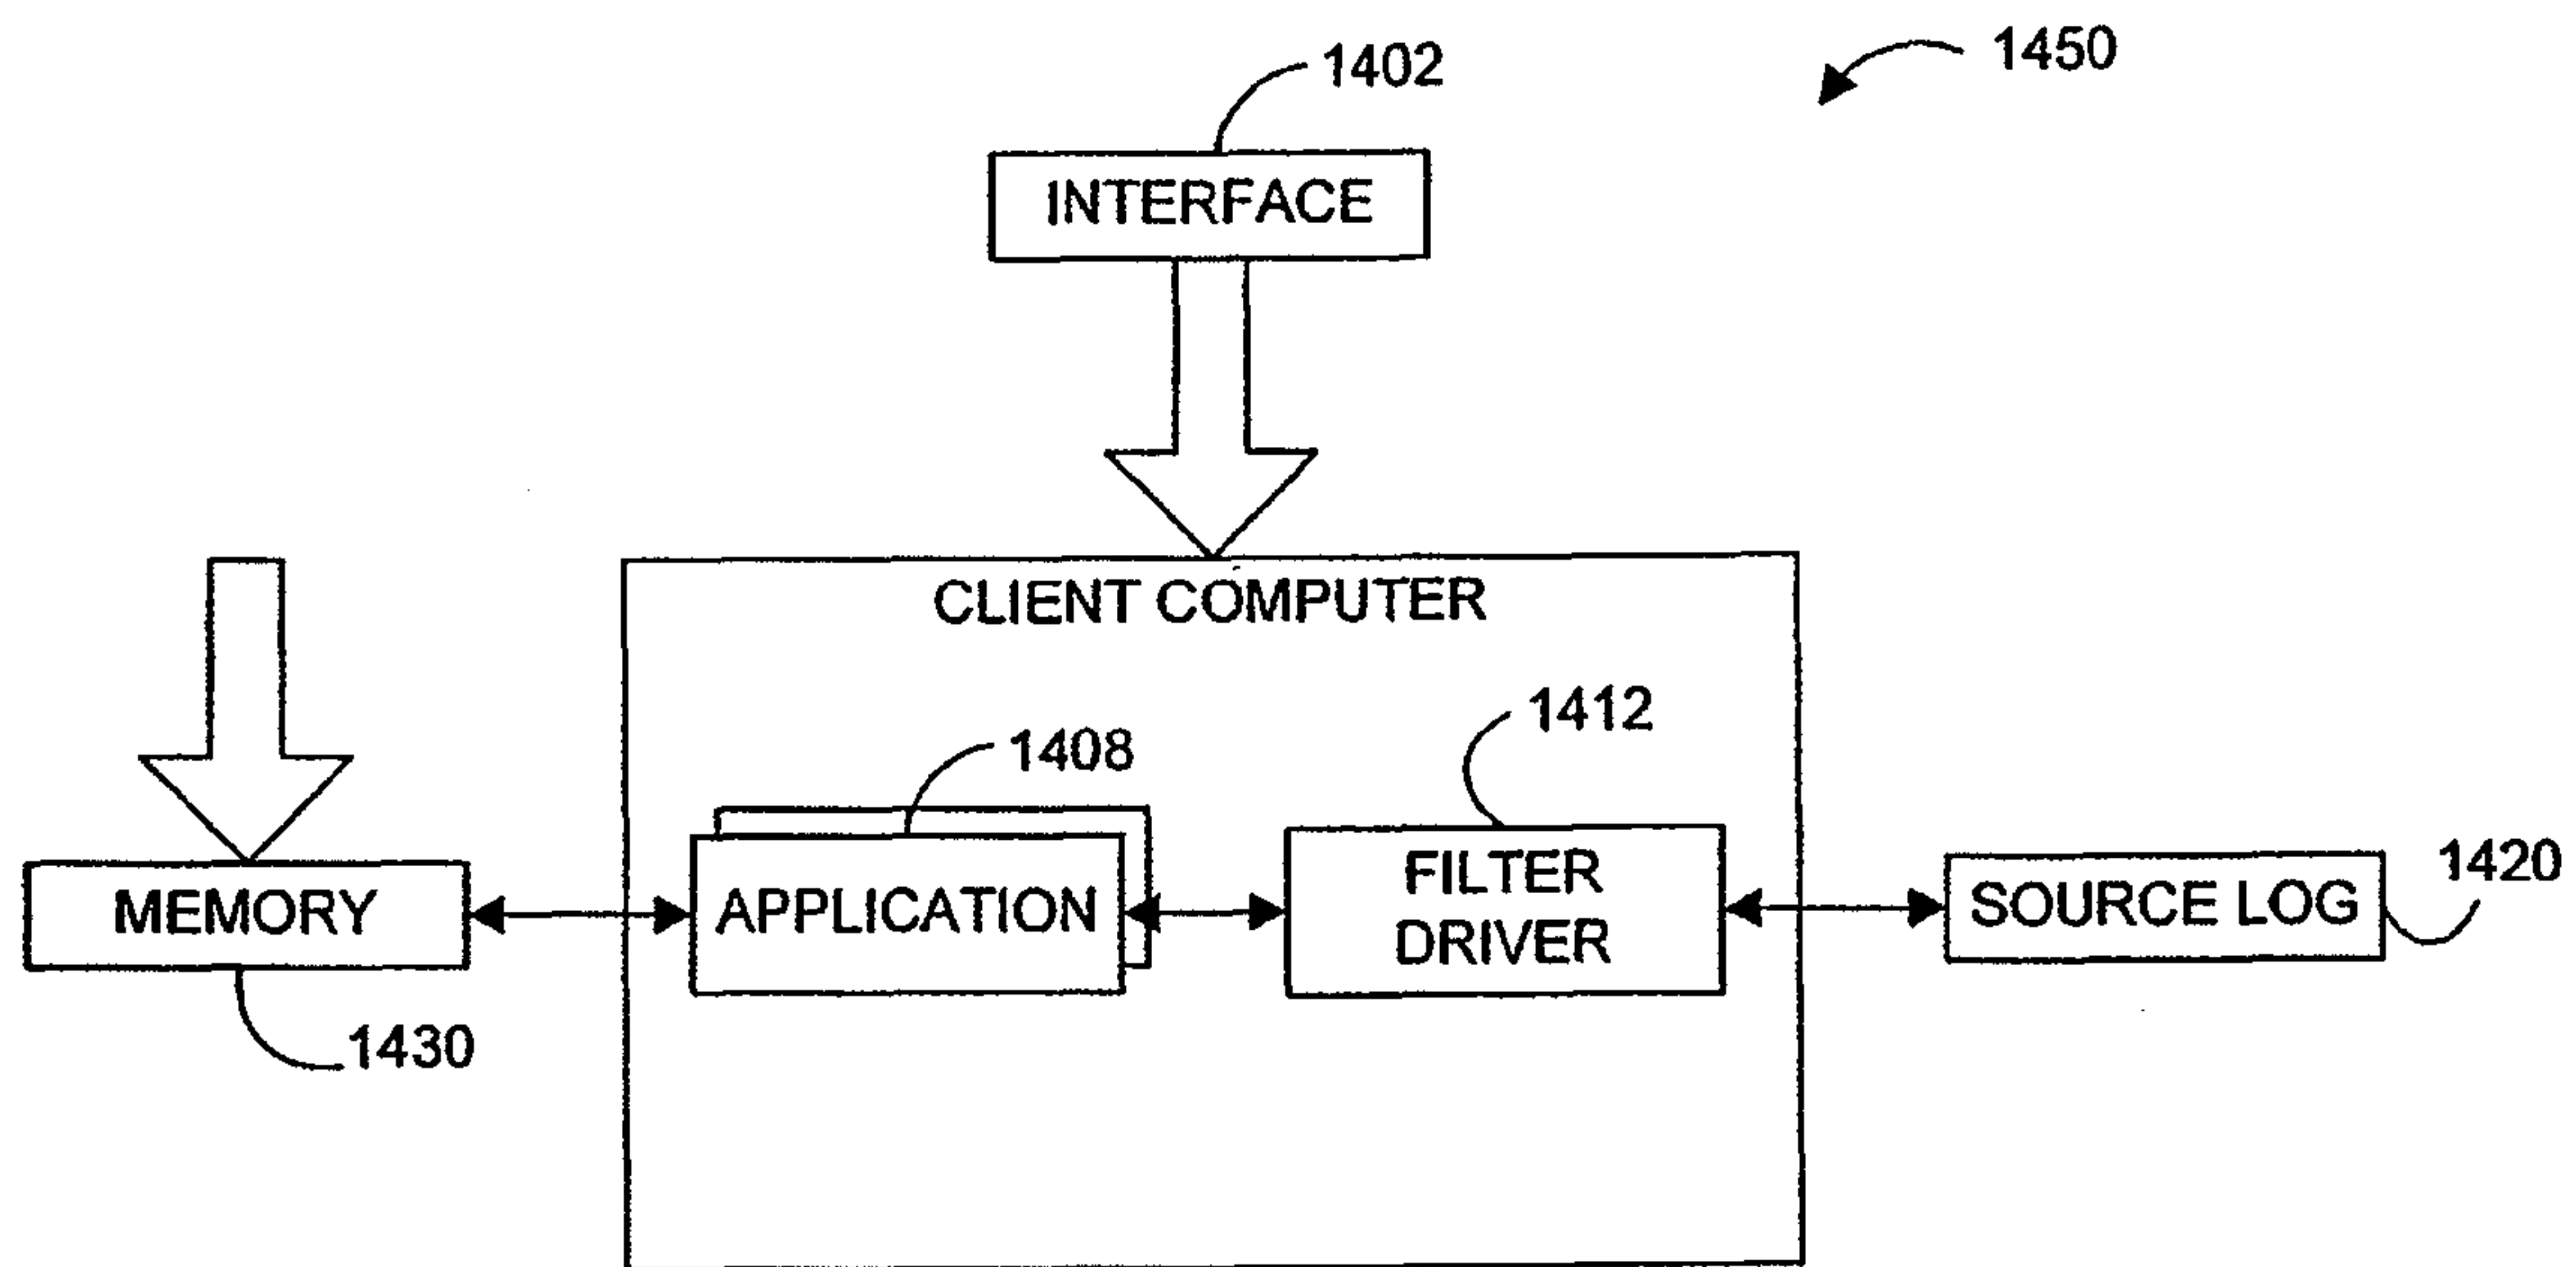 1450
1402
INTERFACE
CLIENT COMPUTER
1412
1408
FILTER
DRIVER
1420
MEMORY
APPLICATION
SOURCE LOG
1430